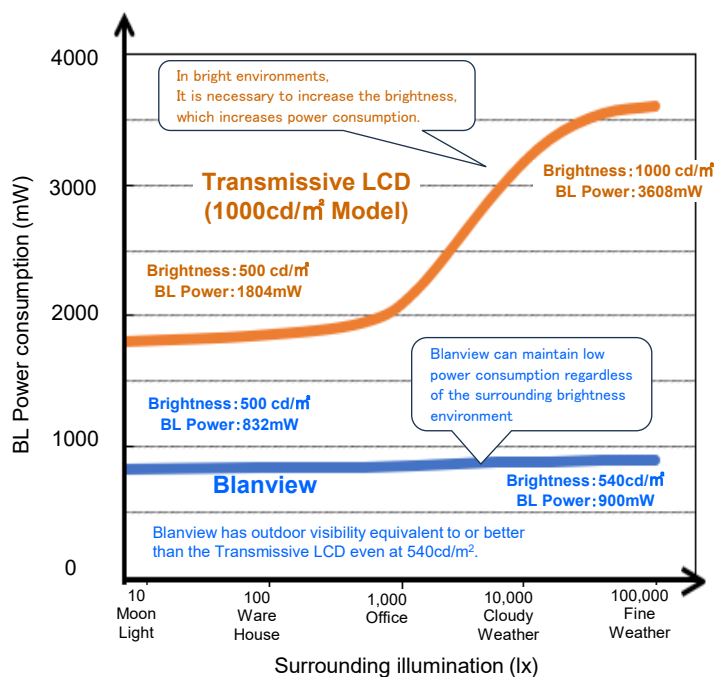 4000
3000
2000
1000
0
BL Power consumption (mW)
In bright environments,
It is necessary to increase the brightness,
which increases power consumption.
Transmissive LCD
(1000cd/㎡ Model)
Brightness:1000 cd/㎡
BL Power:3608mW
Brightness:500 cd/㎡
BL Power:1804mW
Blanview can maintain low
power consumption regardless
of the surrounding brightness
environment
Brightness:500 cd/㎡
BL Power:832mW
Blanview
Brightness:540cd/㎡
BL Power:900mW
Blanview has outdoor visibility equivalent to or better
than the Transmissive LCD even at 540cd/m².
10
Moon
Light
100
Ware
House
1,000
Office
10,000
Cloudy
Weather
100,000
Fine
Weather
Surrounding illumination (lx)